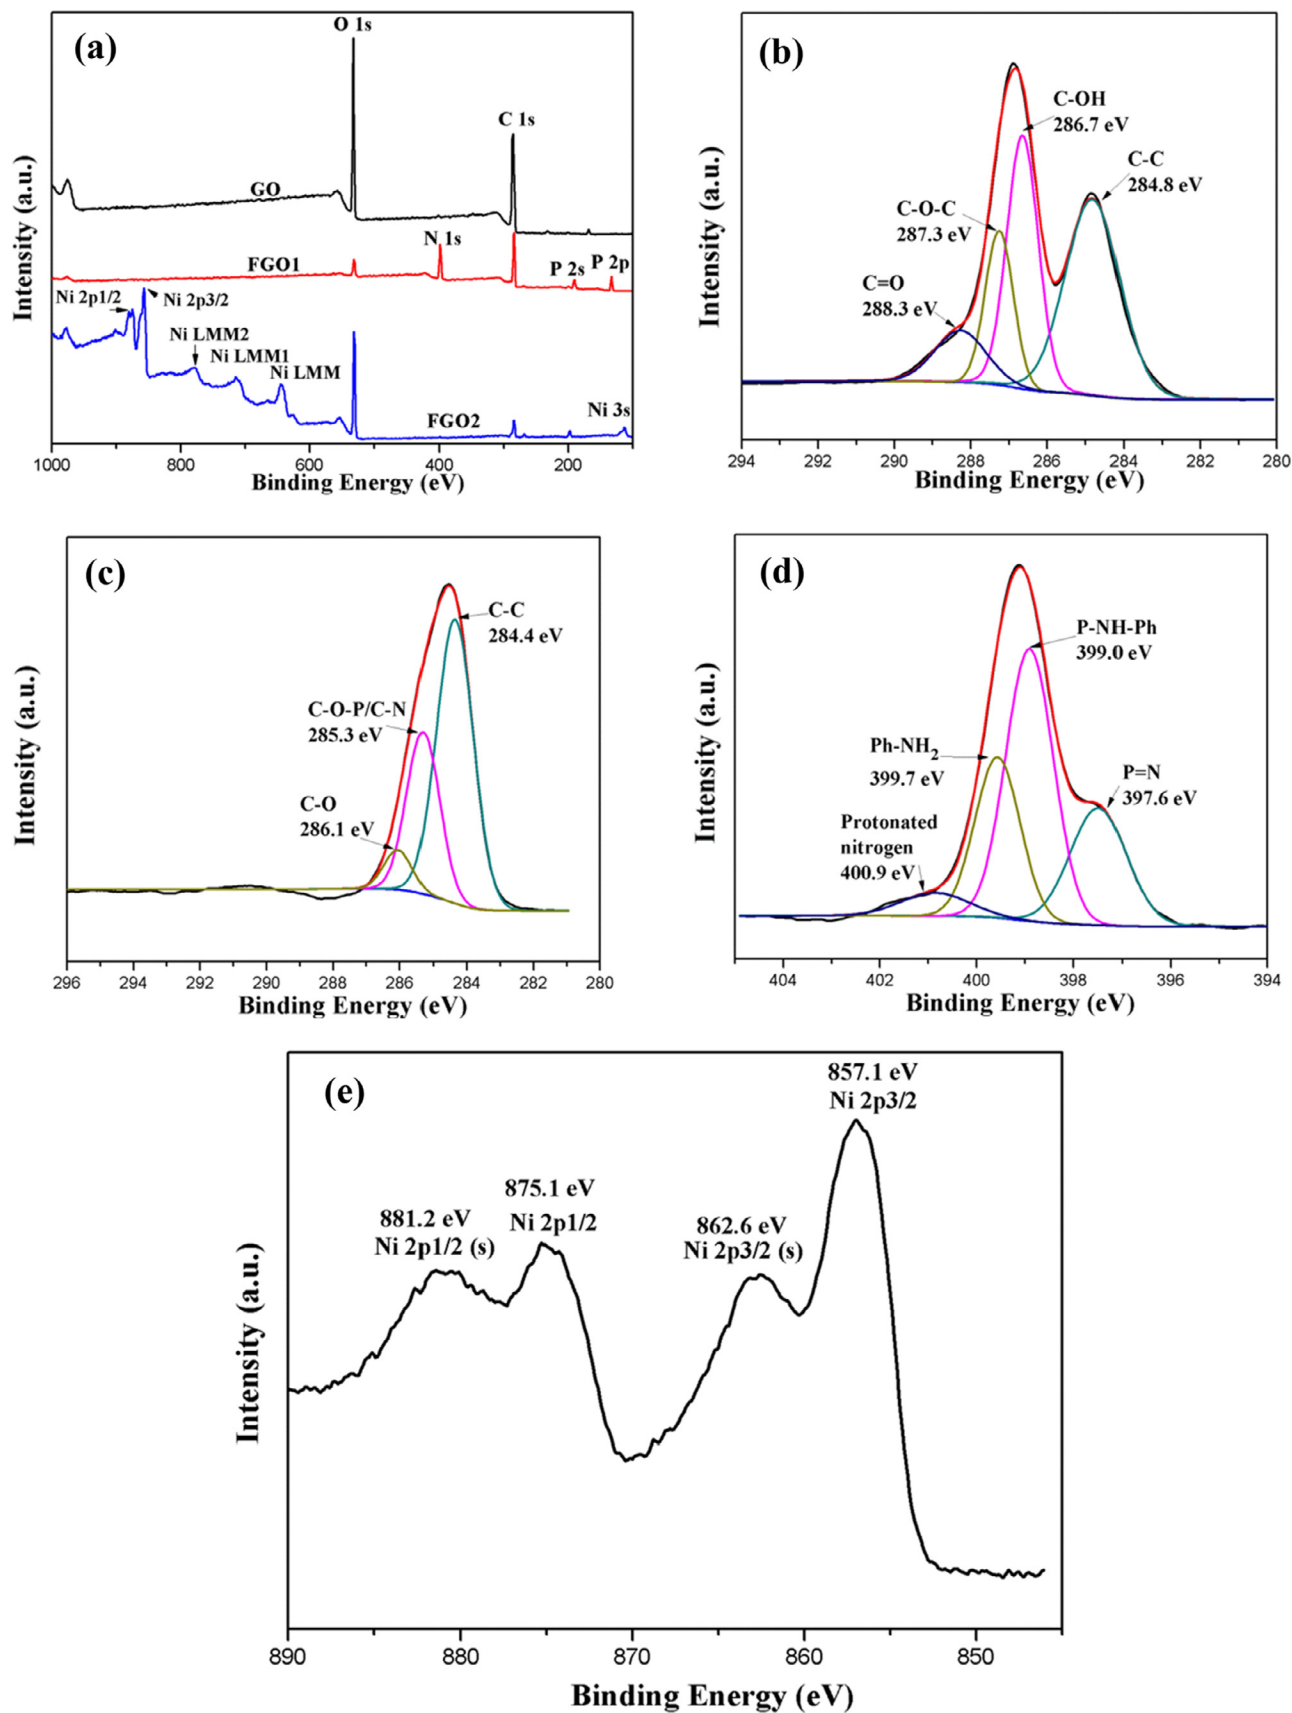 (a)
O 1s
C 1s
GO
N 1s
FGO1
P 2s
P 2p
Ni 2p1/2
Ni 2p3/2
Ni LMM2
Ni LMM1
Ni LMM
FGO2
Ni 3s
1000
800
600
400
200
Binding Energy (eV)
Intensity (a.u.)
(b)
C-OH
286.7 eV
C-C
284.8 eV
C-O-C
287.3 eV
C=O
288.3 eV
294
292
290
288
286
284
282
280
Binding Energy (eV)
Intensity (a.u.)
(c)
C-C
284.4 eV
C-O-P/C-N
285.3 eV
C-O
286.1 eV
296
294
292
290
288
286
284
282
280
Binding Energy (eV)
Intensity (a.u.)
(d)
P-NH-Ph
399.0 eV
Ph-NH2
399.7 eV
P=N
397.6 eV
Protonated
nitrogen
400.9 eV
404
402
400
398
396
394
Binding Energy (eV)
Intensity (a.u.)
(e)
857.1 eV
Ni 2p3/2
875.1 eV
Ni 2p1/2
881.2 eV
Ni 2p1/2 (s)
862.6 eV
Ni 2p3/2 (s)
890
880
870
860
850
Binding Energy (eV)
Intensity (a.u.)